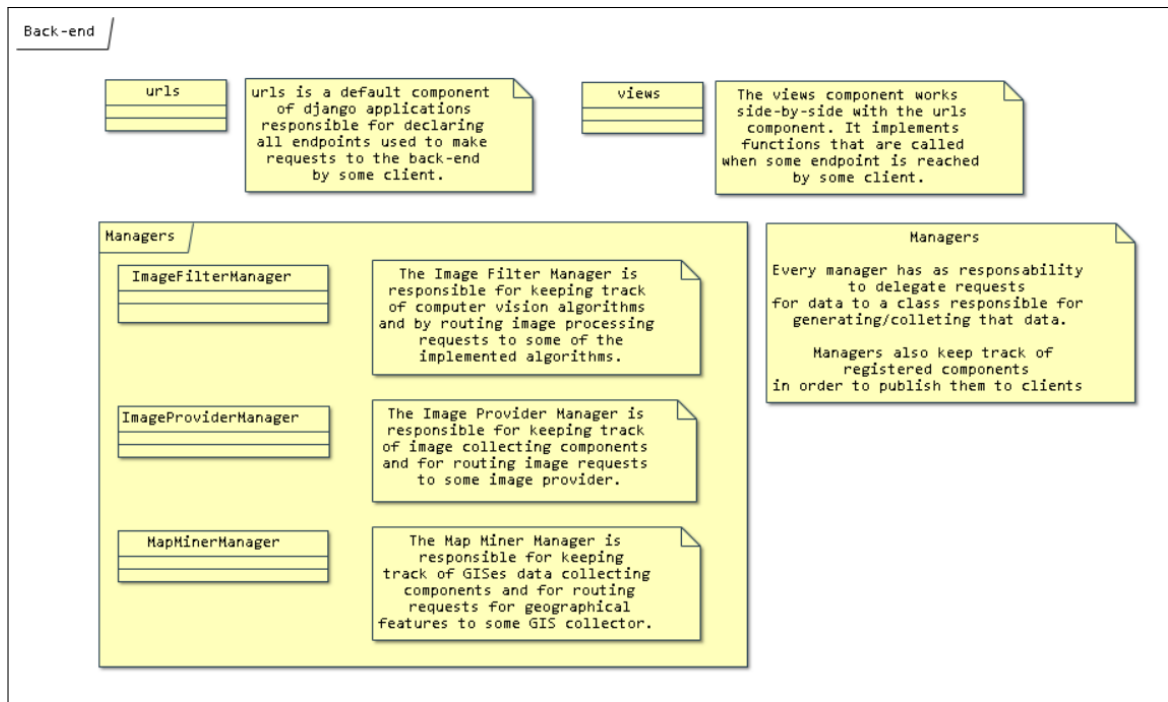 Back-end
urls
urls is a default component
of django applications
responsible for declaring
all endpoints used to make
requests to the back-end
by some client.
views
The views component works
side-by-side with the urls
component. It implements
functions that are called
when some endpoint is reached
by some client.
Managers
ImageFilterManager
The Image Filter Manager is
responsible for keeping track
of computer vision algorithms
and by routing image processing
requests to some of the
implemented algorithms.
ImageProviderManager
The Image Provider Manager is
responsible for keeping track
of image collecting components
and for routing image requests
to some image provider.
MapMinerManager
The Map Miner Manager is
responsible for keeping
track of GISes data collecting
components and for routing
requests for geographical
features to some GIS collector.
Managers
Every manager has as responsability
to delegate requests
for data to a class responsible for
generating/colleting that data.
Managers also keep track of
registered components
in order to publish them to clients